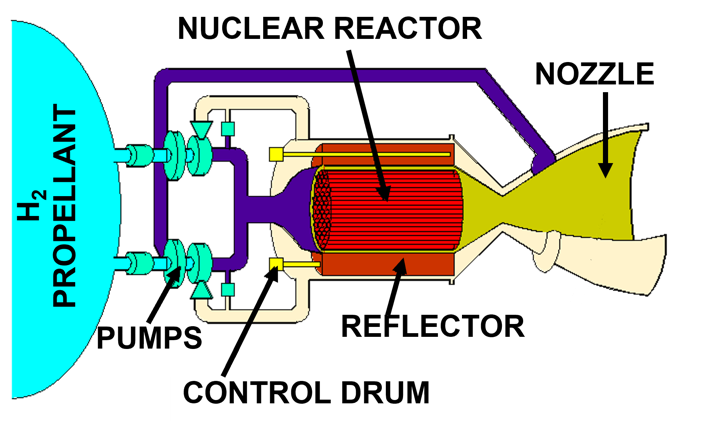 NUCLEAR REACTOR
NOZZLE
H₂
PROPELLANT
PUMPS
REFLECTOR
CONTROL DRUM